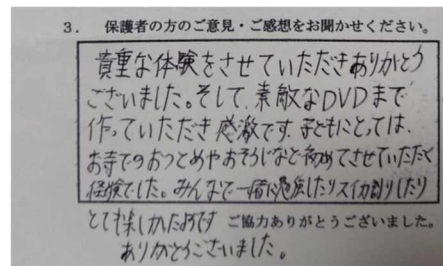 3. 保護者の方のご意見・ご感想をお聞かせください。
貴重な体験をさせていただきありがとう
ございました。そして、素敵なDVDまで
作っていただき感激です。子どもにとっては、
お寺でのおつとめやおそうじなど初めてさせていただく
経験でした。みんなで一緒に過ごしたりスイカ割りしたり
とても楽しかったようです ご協力ありがとうございました。
ありがとうございました。